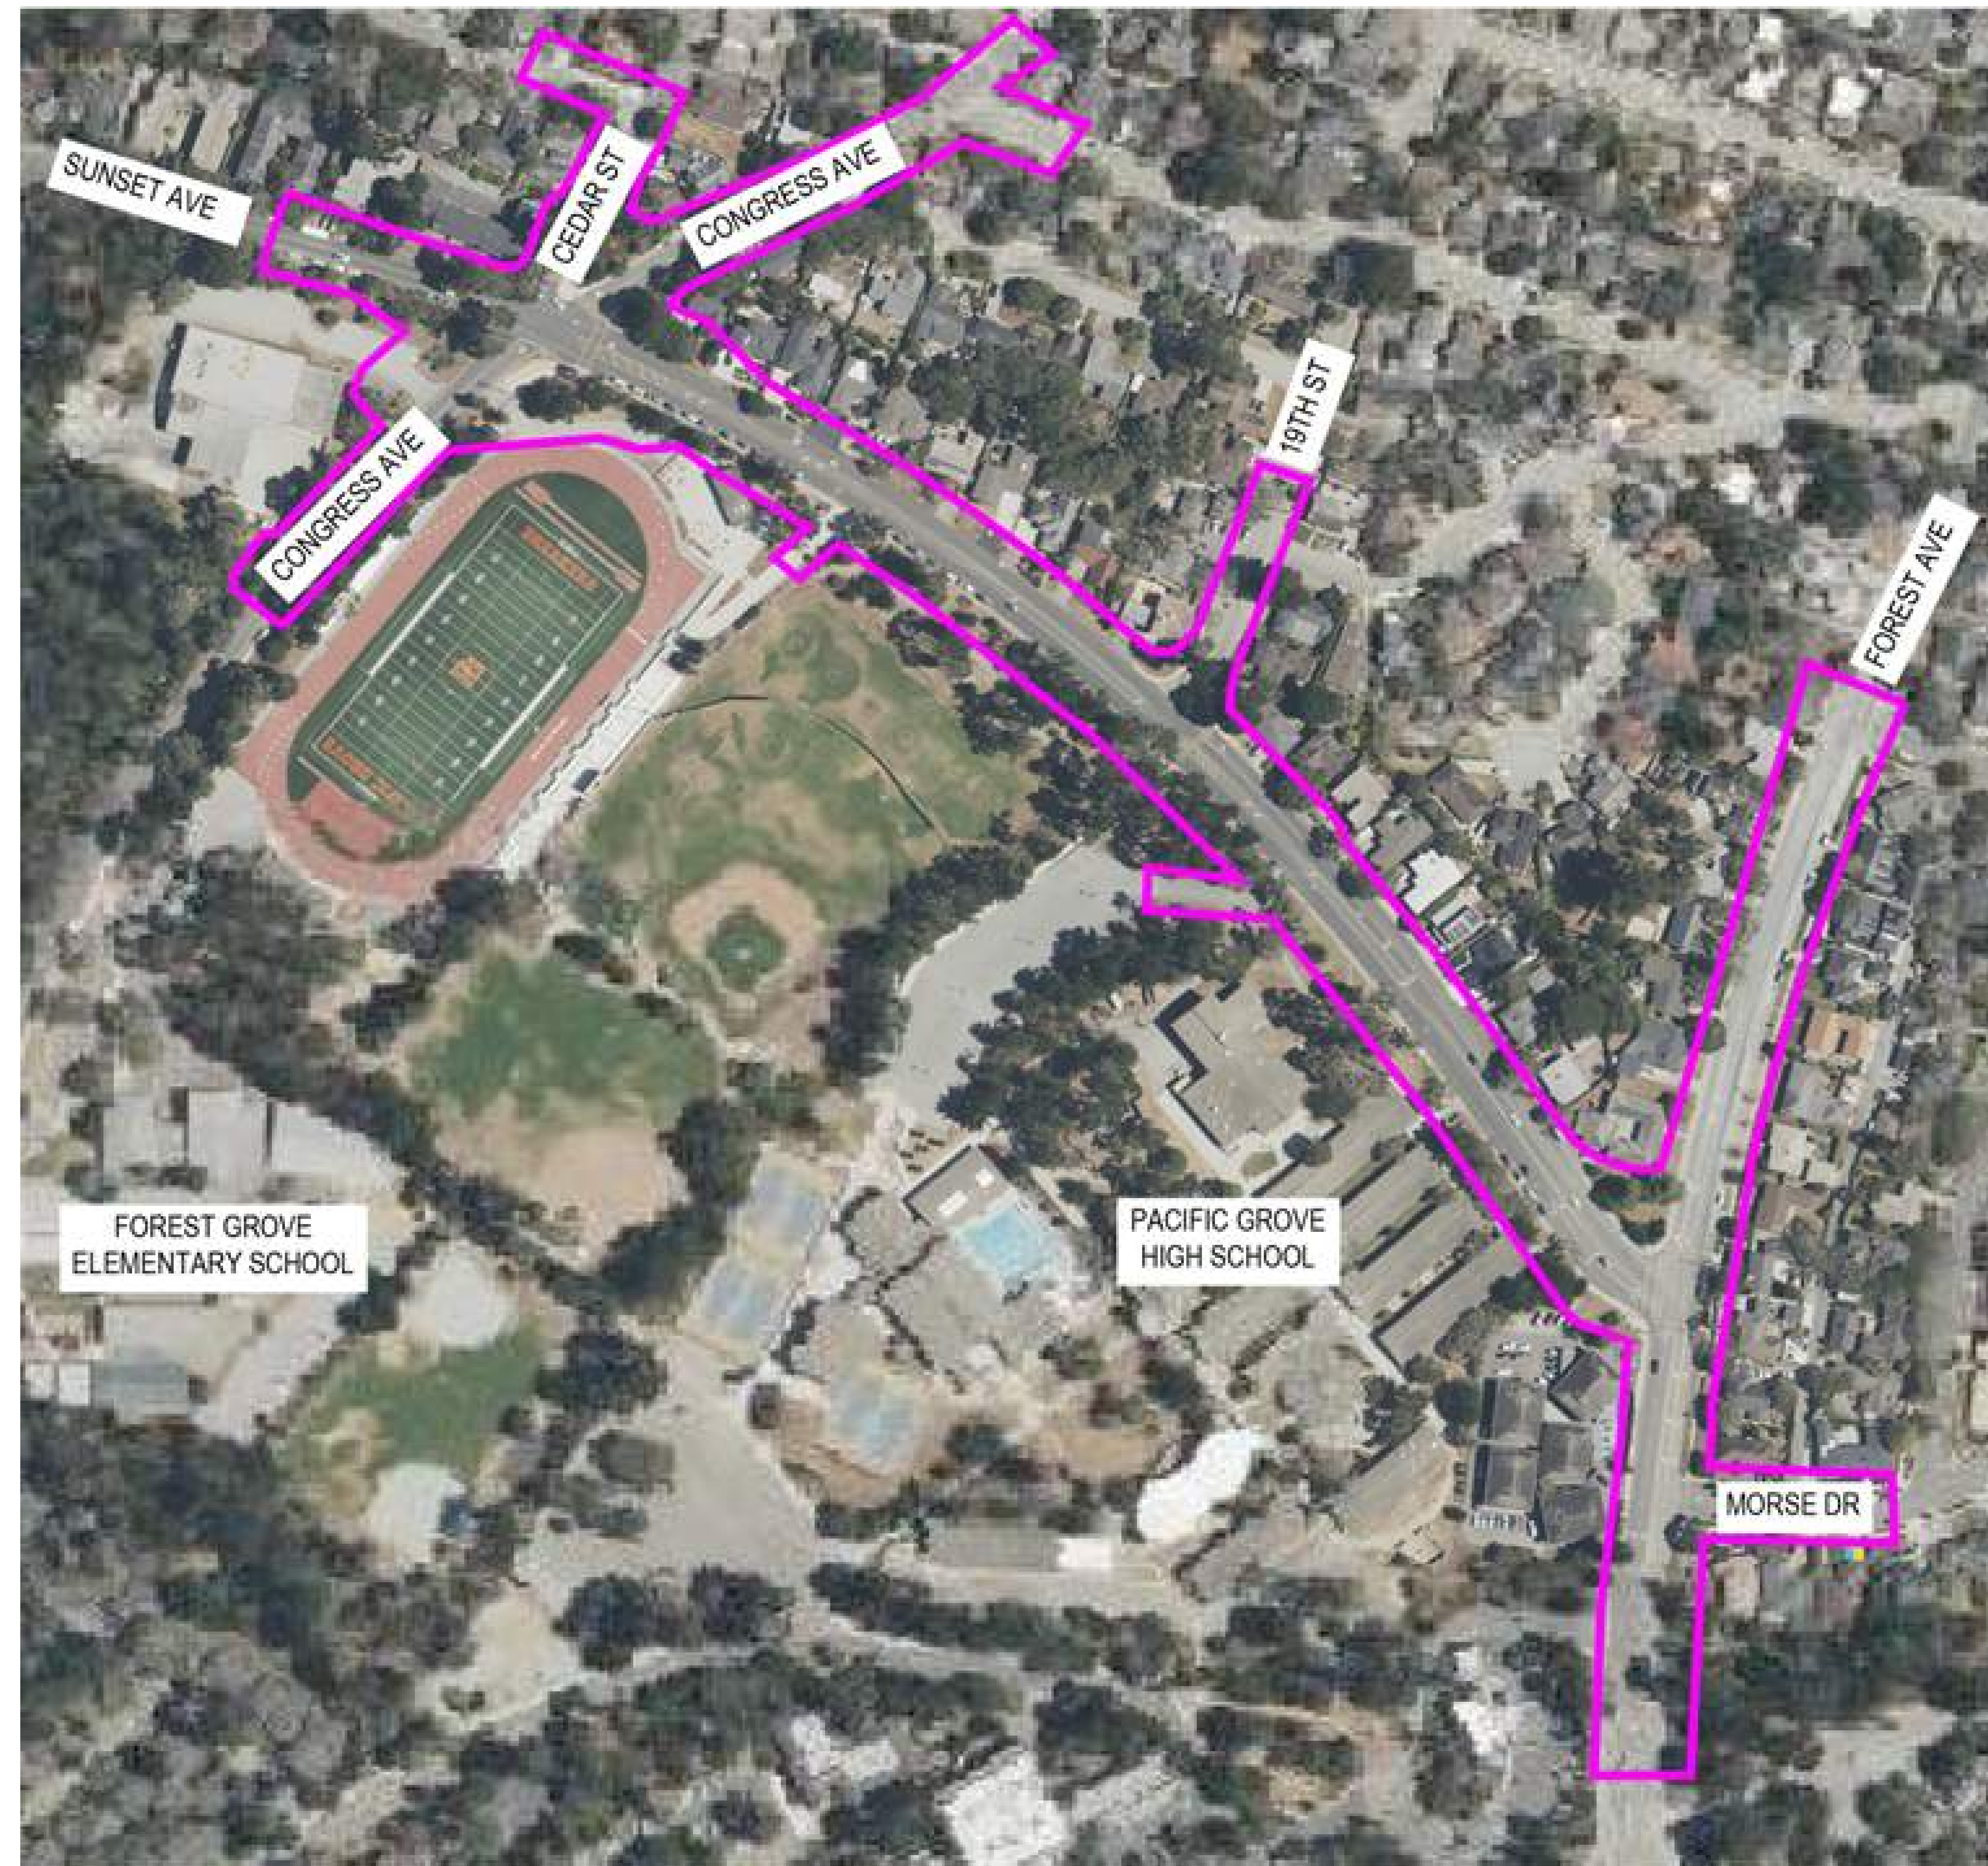 SUNSET AVE
CEDAR ST
CONGRESS AVE
19TH ST
CONGRESS AVE
FOREST AVE
FOREST GROVE
ELEMENTARY SCHOOL
PACIFIC GROVE
HIGH SCHOOL
MORSE DR